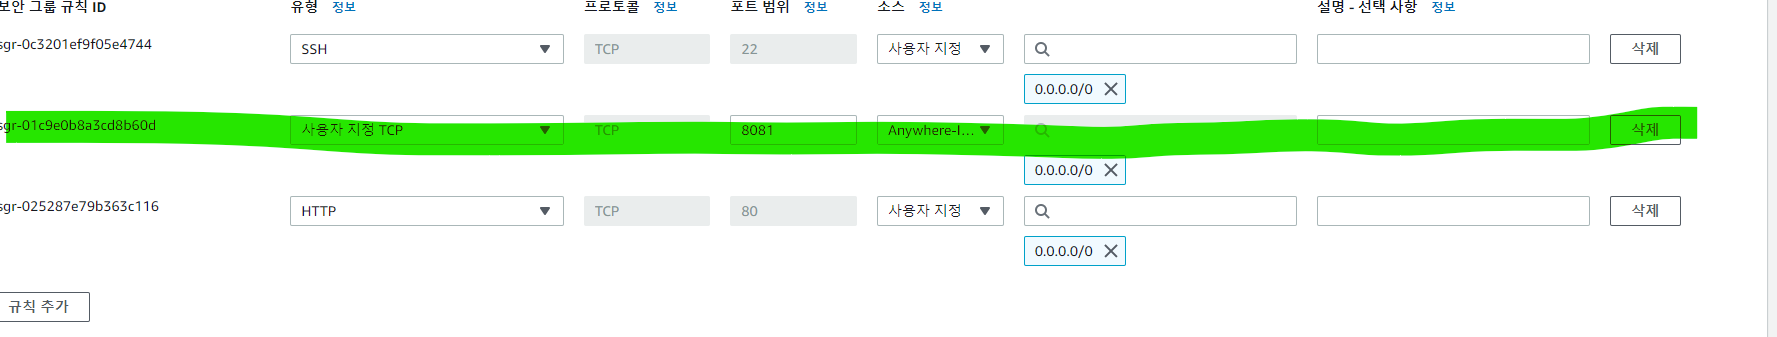 보안 그룹 규칙 ID 유형 정보 프로토콜 정보 포트 범위 정보 소스 정보 설명 - 선택 사항 정보
sgr-0c3201ef9f05e4744 SSH TCP 22 사용자 지정 삭제
0.0.0.0/0
sgr-01c9e0b8a3cd8b60d 사용자 지정 TCP TCP 8081 Anywhere-I... 삭제
0.0.0.0/0
sgr-025287e79b363c116 HTTP TCP 80 사용자 지정 삭제
0.0.0.0/0
규칙 추가